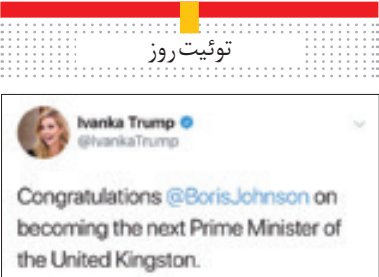 توئیت روز
Ivanka Trump
@IvankaTrump
Congratulations @BorisJohnson on
becoming the next Prime Minister of
the United Kingston.